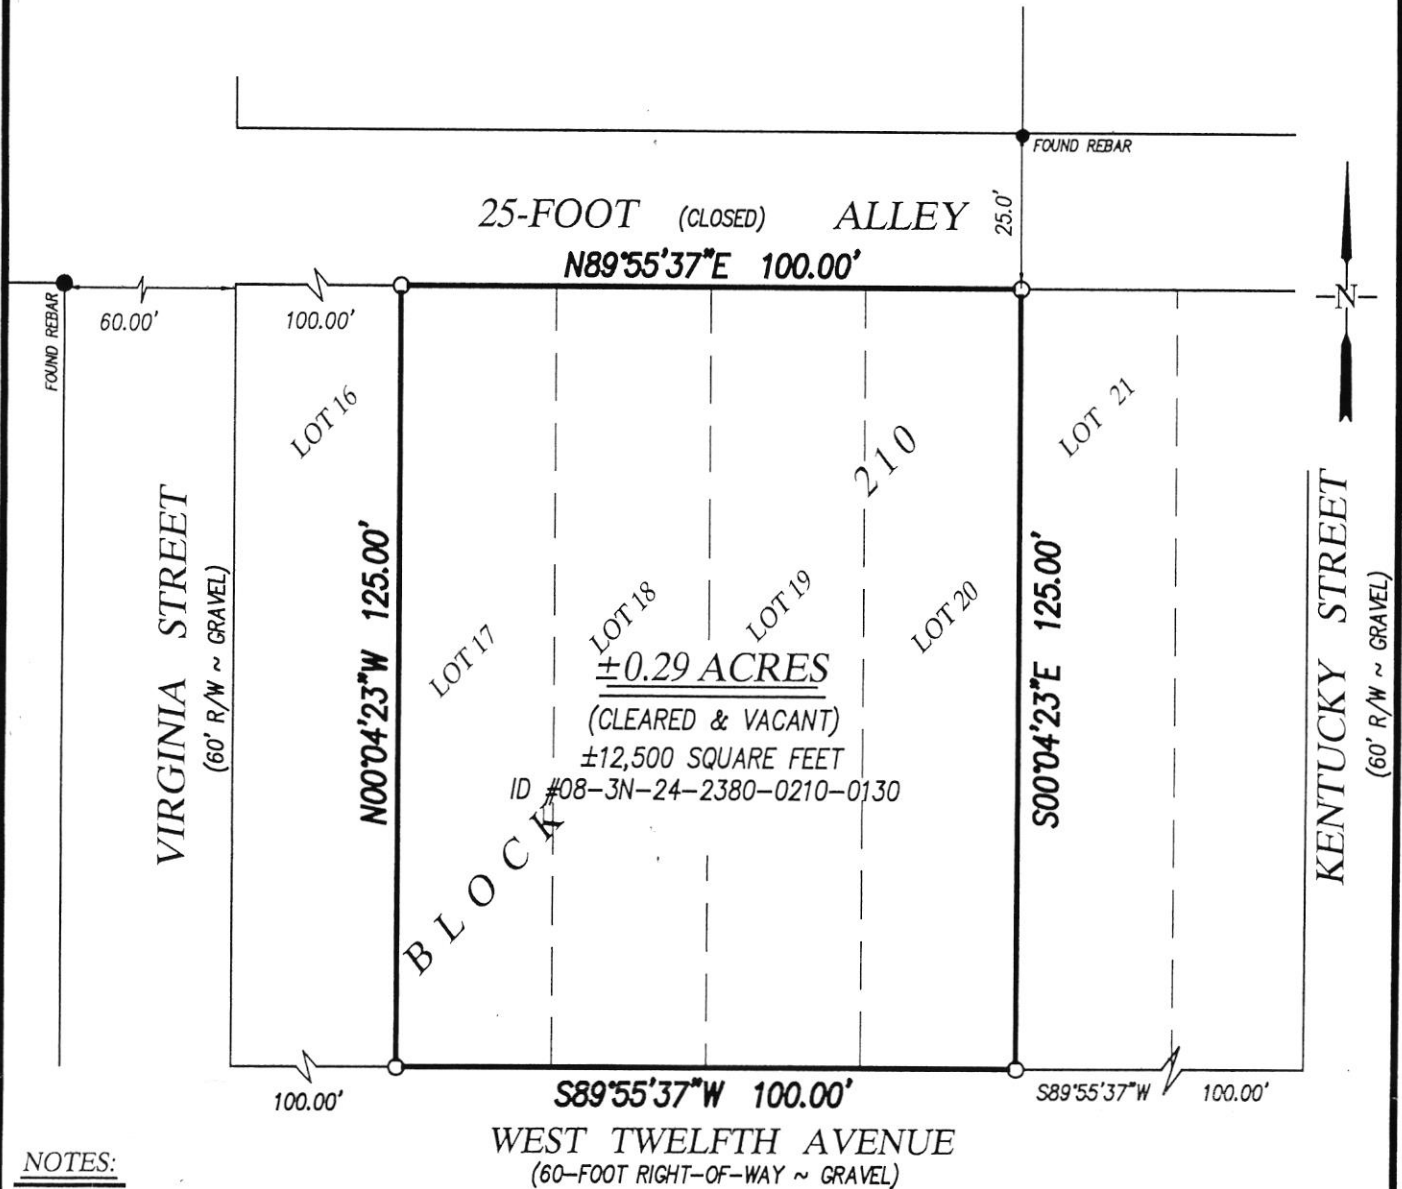 FOUND REBAR
25-FOOT (CLOSED) ALLEY
25.0'
N89°55'37"E 100.00'
-N-
FOUND REBAR
60.00'
100.00'
LOT 16
LOT 21
210
VIRGINIA STREET
(60' R/W ~ GRAVEL)
N00°04'23"W 125.00'
LOT 17
LOT 18
LOT 19
LOT 20
S00°04'23"E 125.00'
KENTUCKY STREET
(60' R/W ~ GRAVEL)
±0.29 ACRES
(CLEARED & VACANT)
±12,500 SQUARE FEET
ID #08-3N-24-2380-0210-0130
BLOCK
100.00'
S89°55'37"W 100.00'
S89°55'37"W 100.00'
WEST TWELFTH AVENUE
(60-FOOT RIGHT-OF-WAY ~ GRAVEL)
NOTES: